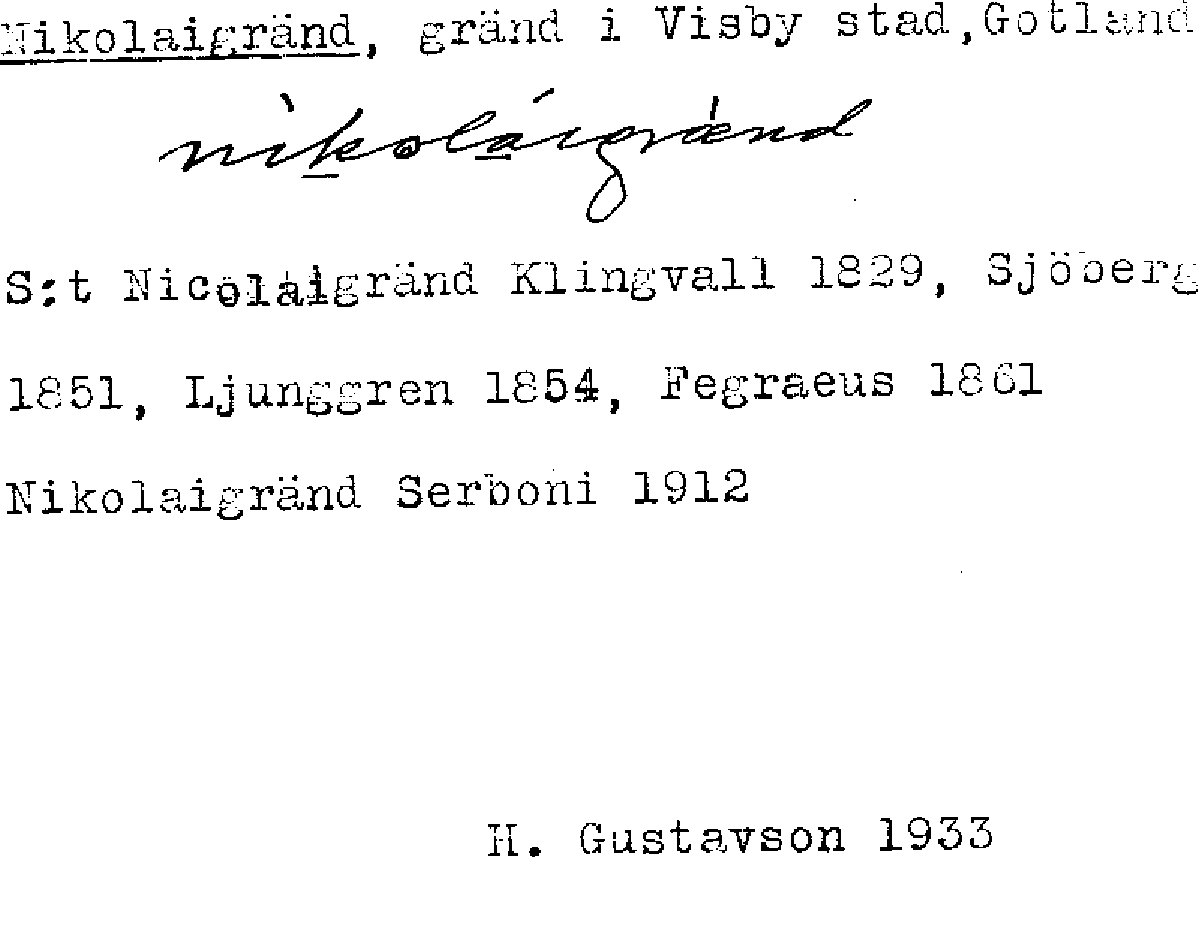 Nikolaigränd, gränd i Visby stad,Gotland
nìkoláigrænd
S:t Nicolaigränd Klingvall 1829, Sjöberg
1851, Ljunggren 1854, Fegraeus 1861
Nikolaigränd Serboni 1912
H. Gustavson 1933